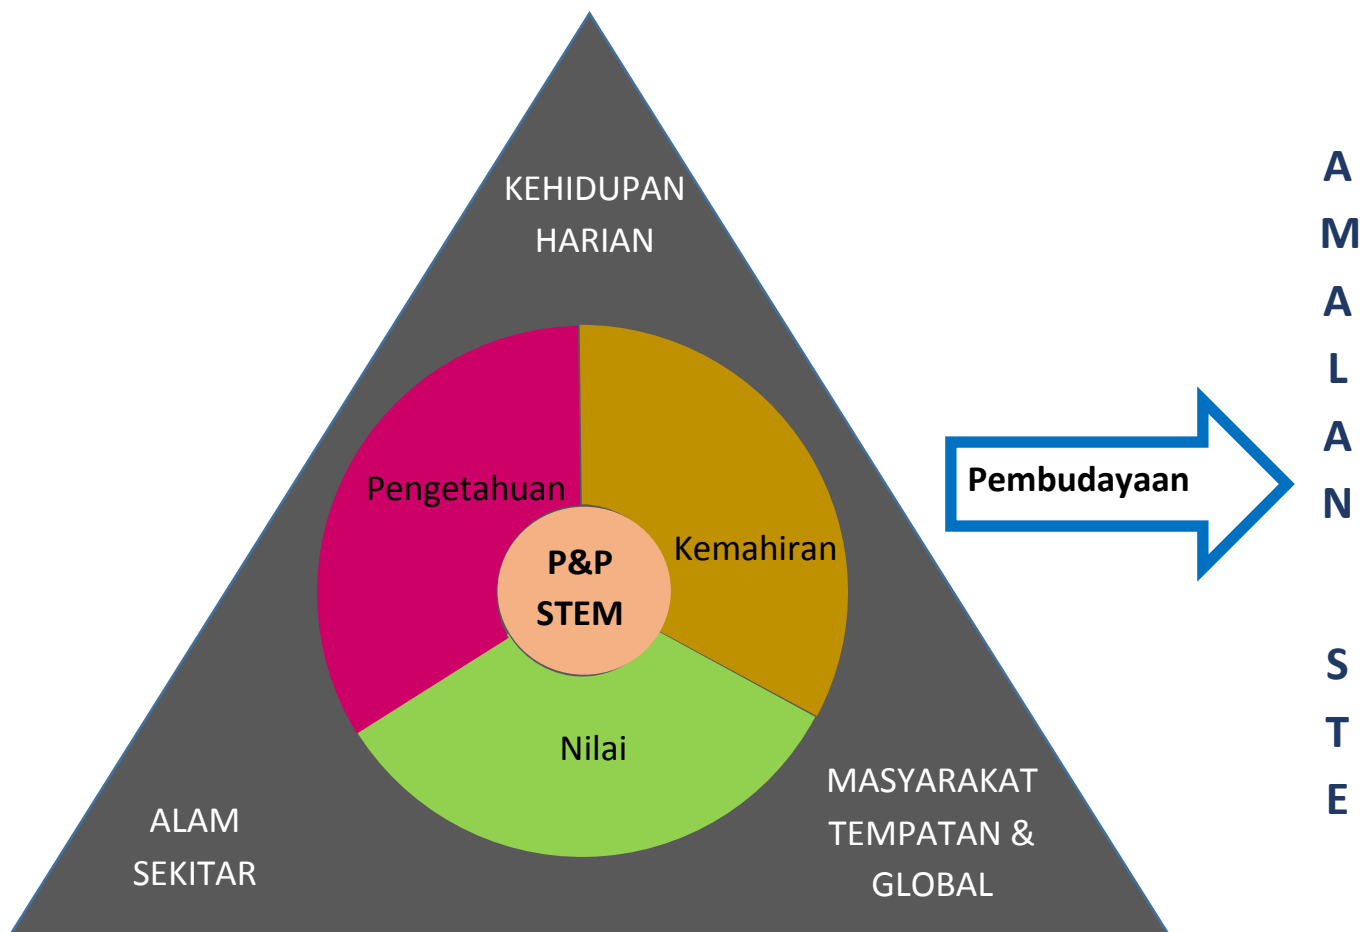 KEHIDUPAN
HARIAN
Pengetahuan
Kemahiran
P&P
STEM
Nilai
ALAM
SEKITAR
MASYARAKAT
TEMPATAN &
GLOBAL
Pembudayaan
A
M
A
L
A
N
S
T
E